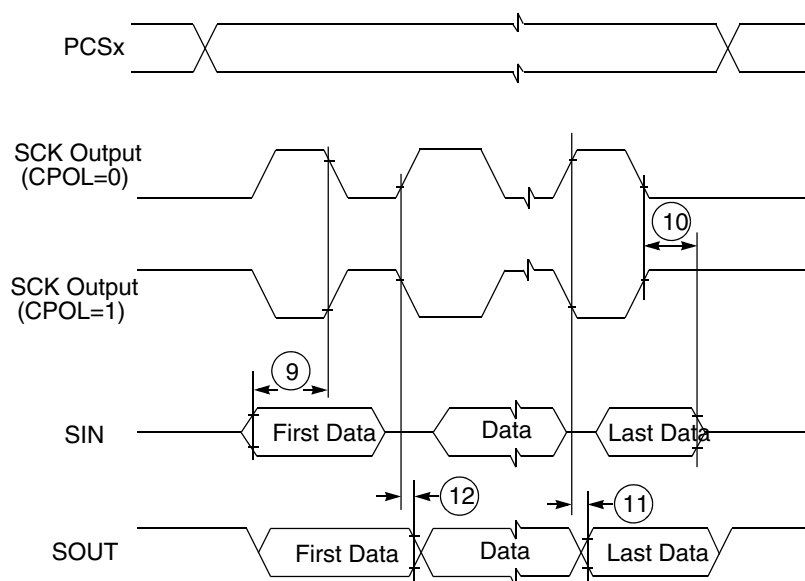 PCSx
SCK Output
(CPOL=0)
10
SCK Output
(CPOL=1)
9
SIN
First Data
Data
Last Data
12
11
SOUT
First Data
Data
Last Data